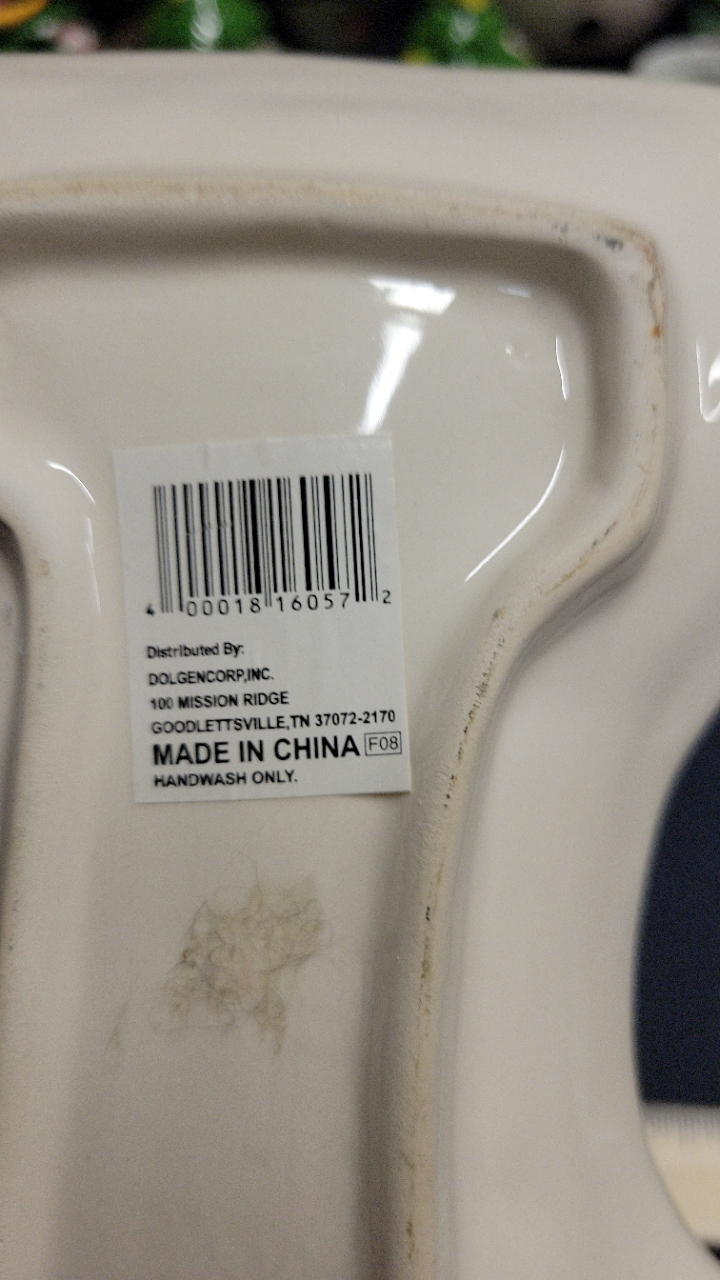 4 00018 16057 2
Distributed By:
DOLGENCORP,INC.
100 MISSION RIDGE
GOODLETTSVILLE,TN 37072-2170
MADE IN CHINA F08
HANDWASH ONLY.